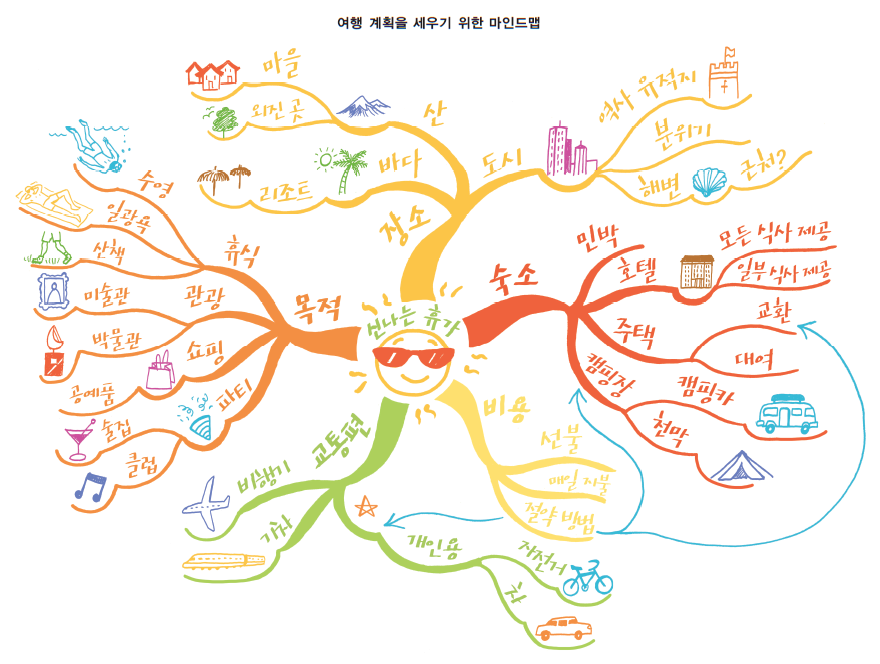 여행 계획을 세우기 위한 마인드맵
신나는 휴가
장소
산
마을
외진 곳
바다
리조트
도시
역사 유적지
분위기
해변
근처?
숙소
민박
호텔
모든 식사 제공
일부 식사 제공
주택
교환
대여
캠핑장
캠핑카
천막
비용
선불
매일 지불
절약 방법
교통편
비행기
기차
개인용
자전거
차
목적
휴식
수영
일광욕
산책
관광
미술관
박물관
쇼핑
공예품
파티
술집
클럽